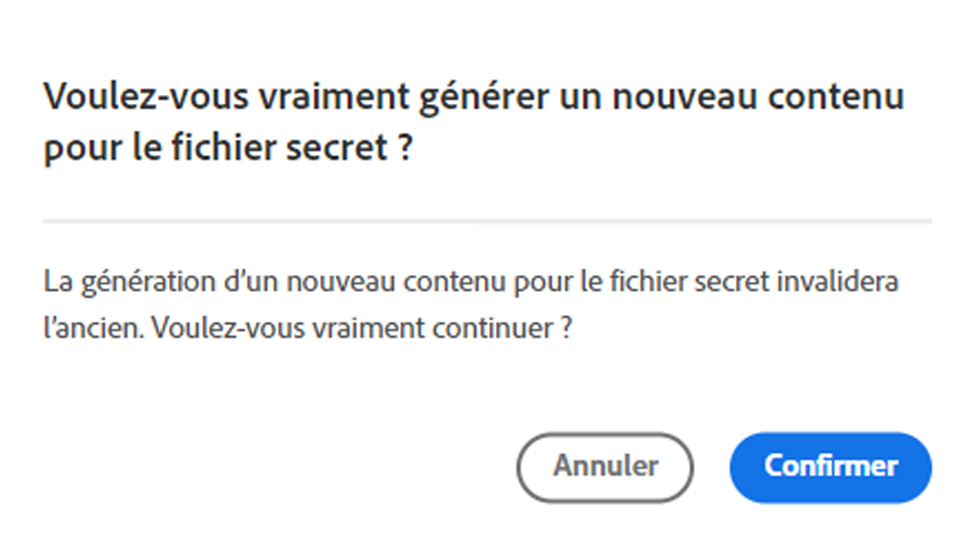 Voulez-vous vraiment générer un nouveau contenu
pour le fichier secret ?
La génération d’un nouveau contenu pour le fichier secret invalidera
l’ancien. Voulez-vous vraiment continuer ?
Annuler
Confirmer